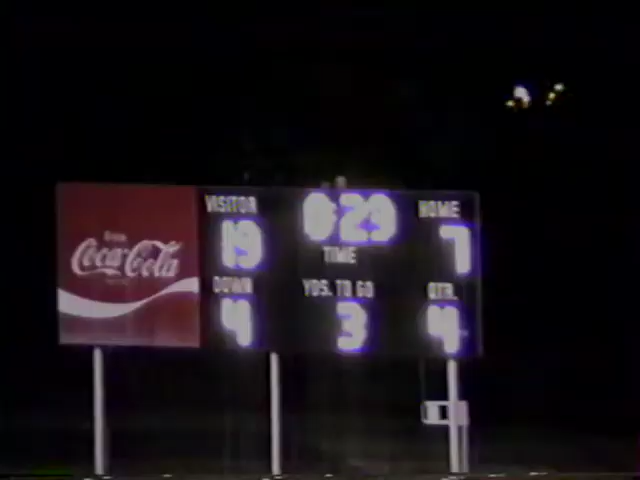 Coca-Cola
VISITOR 0:29 HOME
19 TIME 7
DOWN YDS. TO GO QTR.
4 3 4